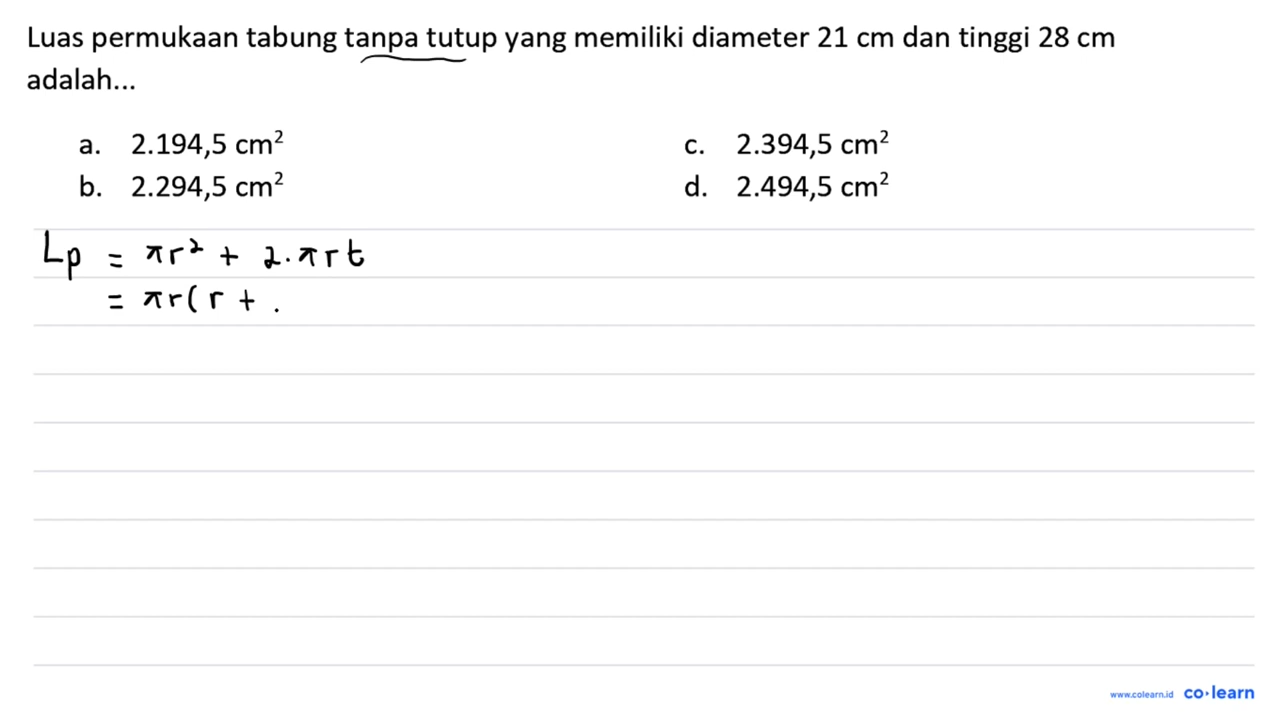 Luas permukaan tabung tanpa tutup yang memiliki diameter 21 cm dan tinggi 28 cm
adalah...
a. 2.194,5 cm² c. 2.394,5 cm²
b. 2.294,5 cm² d. 2.494,5 cm²
Lp = πr² + 2.πrt
= πr(r + .
www.colearn.id co·learn